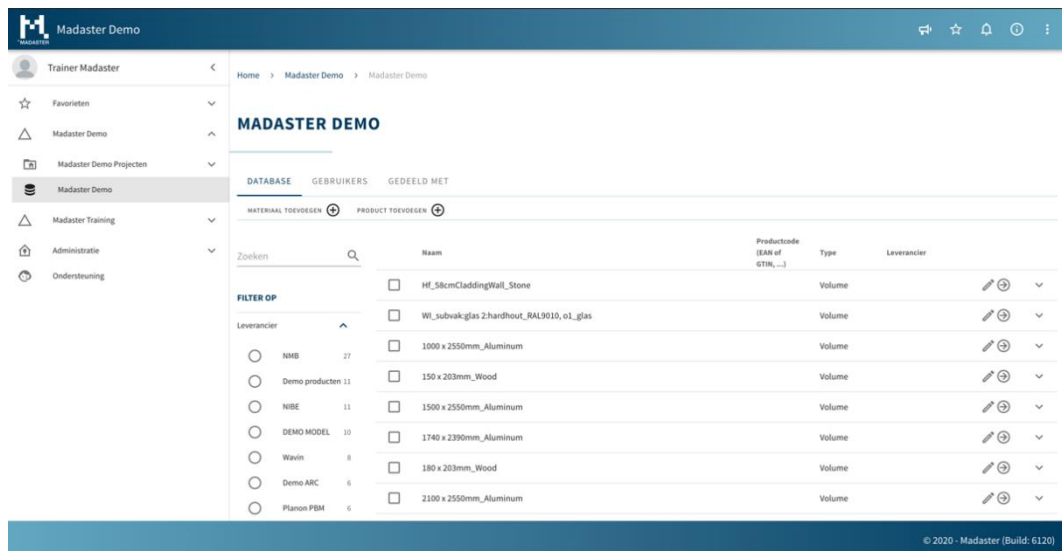 MADASTER
Madaster Demo
Trainer Madaster
Favorieten
Madaster Demo
Madaster Demo Projecten
Madaster Demo
Madaster Training
Administratie
Ondersteuning
Home > Madaster Demo > Madaster Demo
MADASTER DEMO
DATABASE GEBRUIKERS GEDEELD MET
MATERIAAL TOEVOEGEN PRODUCT TOEVOEGEN
Zoeken
FILTER OP
Leverancier
NMB 27
Demo producten 11
NIBE 11
DEMO MODEL 10
Wavin 8
Demo ARC 6
Planon PBM 6
Naam Productcode (EAN of GTIN, ...) Type Leverancier
Hf_58cmCladdingWall_Stone Volume
WI_subvak:glas 2:hardhout_RAL9010, o1_glas Volume
1000 x 2550mm_Aluminum Volume
150 x 203mm_Wood Volume
1500 x 2550mm_Aluminum Volume
1740 x 2390mm_Aluminum Volume
180 x 203mm_Wood Volume
2100 x 2550mm_Aluminum Volume
© 2020 - Madaster (Build: 6120)